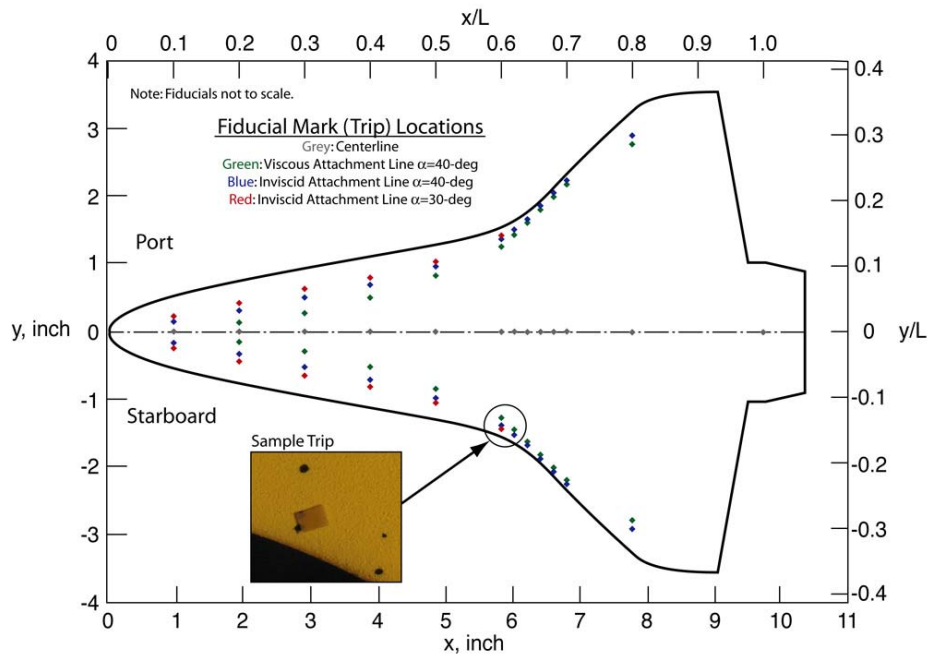 x/L
0 0.1 0.2 0.3 0.4 0.5 0.6 0.7 0.8 0.9 1.0
4
3
2
1
0
-1
-2
-3
-4
y, inch
Note: Fiducials not to scale.
Fiducial Mark (Trip) Locations
Grey: Centerline
Green: Viscous Attachment Line α=40-deg
Blue: Inviscid Attachment Line α=40-deg
Red: Inviscid Attachment Line α=30-deg
Port
Starboard
Sample Trip
0.4
0.3
0.2
0.1
0
-0.1
-0.2
-0.3
-0.4
y/L
0 1 2 3 4 5 6 7 8 9 10 11
x, inch